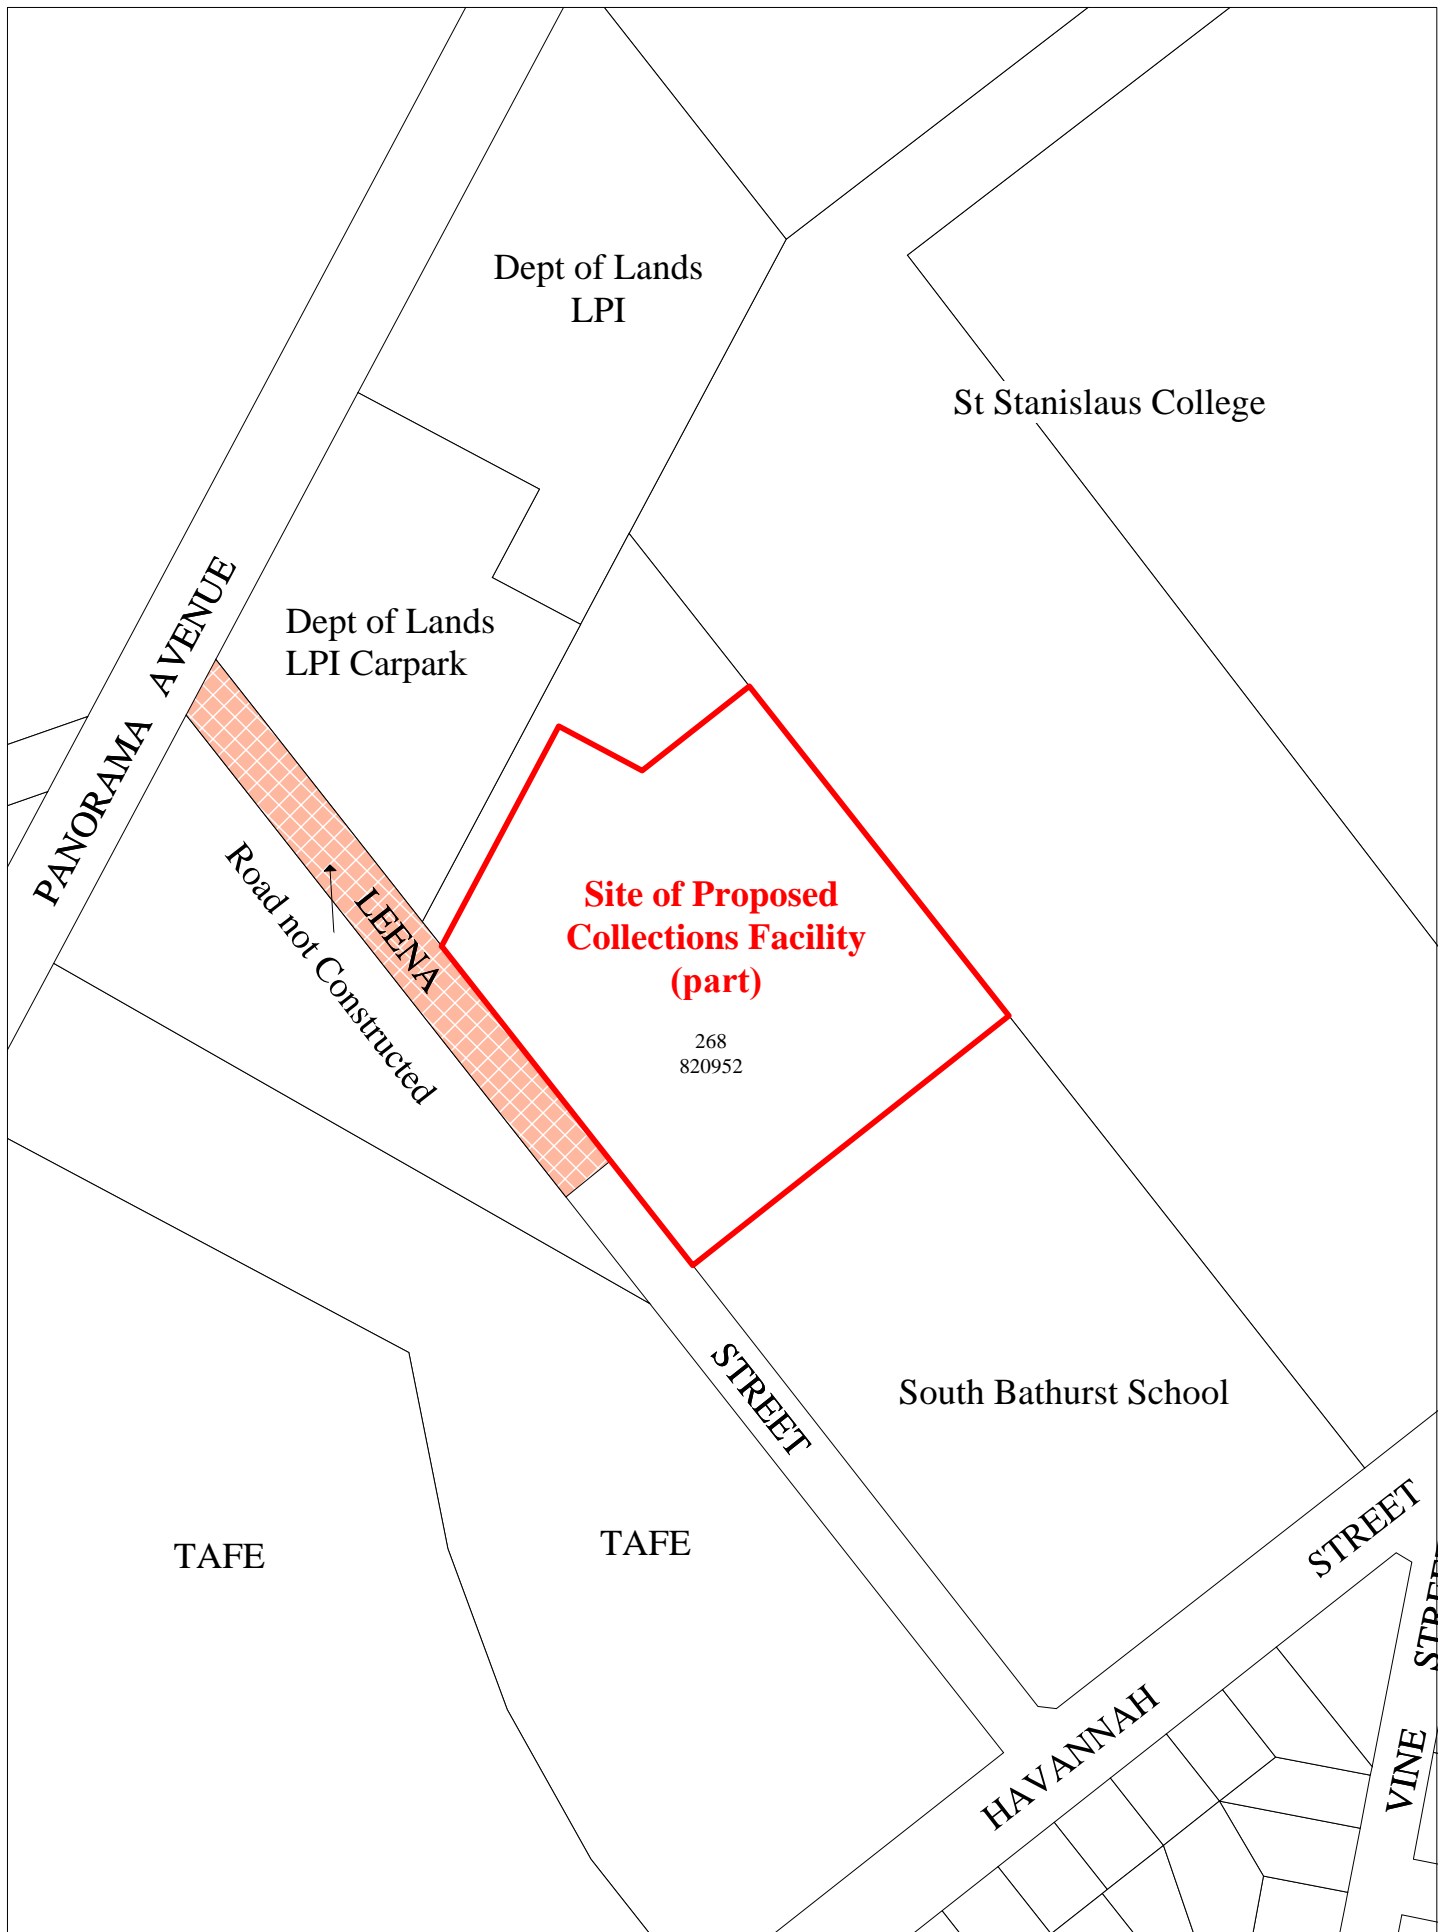 Dept of Lands
LPI
St Stanislaus College
Dept of Lands
LPI Carpark
PANORAMA AVENUE
Road not Constructed
LEENA STREET
Site of Proposed
Collections Facility
(part)
268
820952
South Bathurst School
TAFE
TAFE
HAVANNAH STREET
VINE STREET